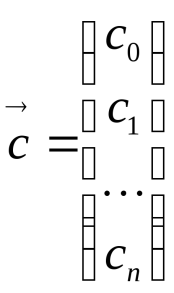 c⃗ =
c₀
c₁
...
cₙ